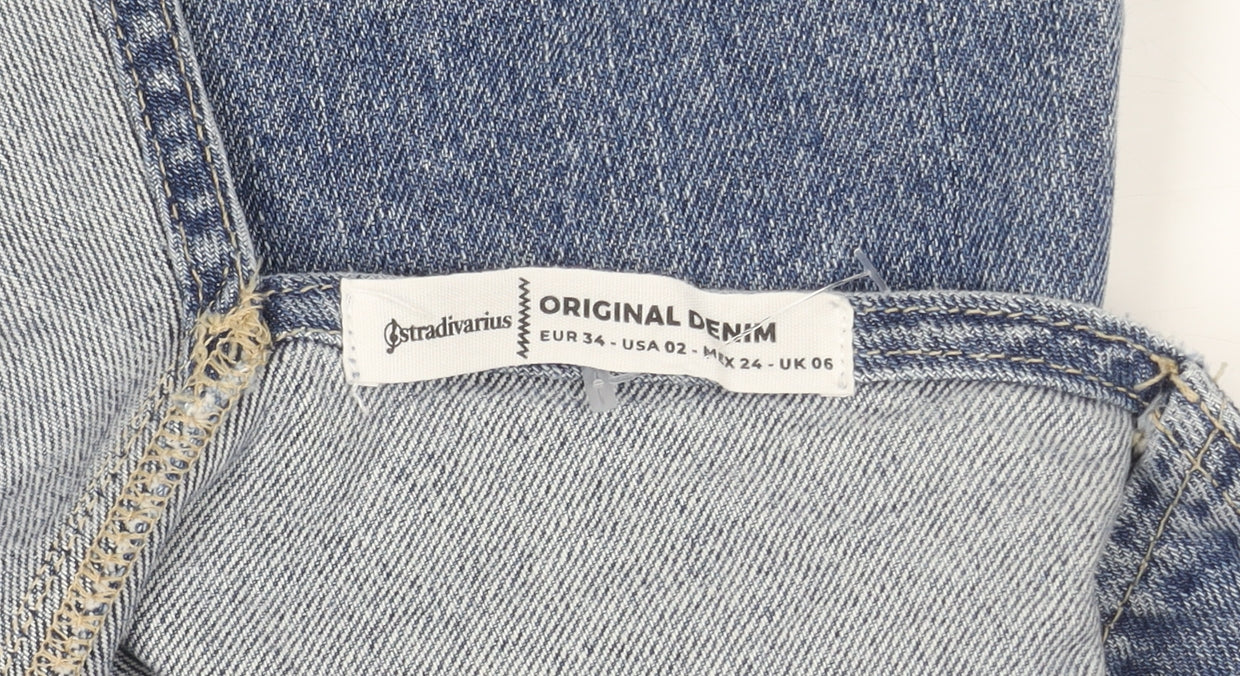 stradivarius
ORIGINAL DENIM
EUR 34 - USA 02 - MEX 24 - UK 06